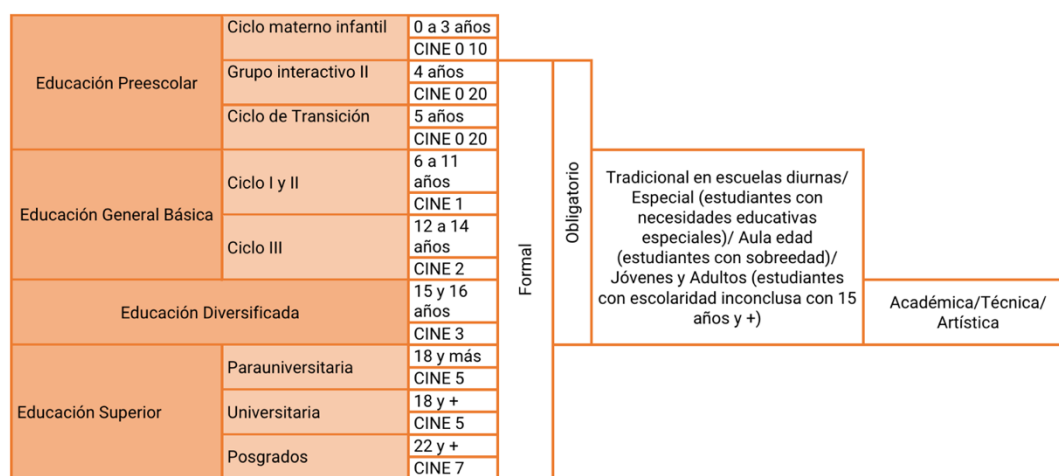 Educación Preescolar
Ciclo materno infantil
0 a 3 años
CINE 0 10
Grupo interactivo II
4 años
CINE 0 20
Ciclo de Transición
5 años
CINE 0 20
Educación General Básica
Ciclo I y II
6 a 11
años
CINE 1
Ciclo III
12 a 14
años
CINE 2
Educación Diversificada
15 y 16
años
CINE 3
Educación Superior
Parauniversitaria
18 y más
CINE 5
Universitaria
18 y +
CINE 5
Posgrados
22 y +
CINE 7
Formal
Obligatorio
Tradicional en escuelas diurnas/
Especial (estudiantes con
necesidades educativas
especiales)/ Aula edad
(estudiantes con sobreedad)/
Jóvenes y Adultos (estudiantes
con escolaridad inconclusa con 15
años y +)
Académica/Técnica/
Artística